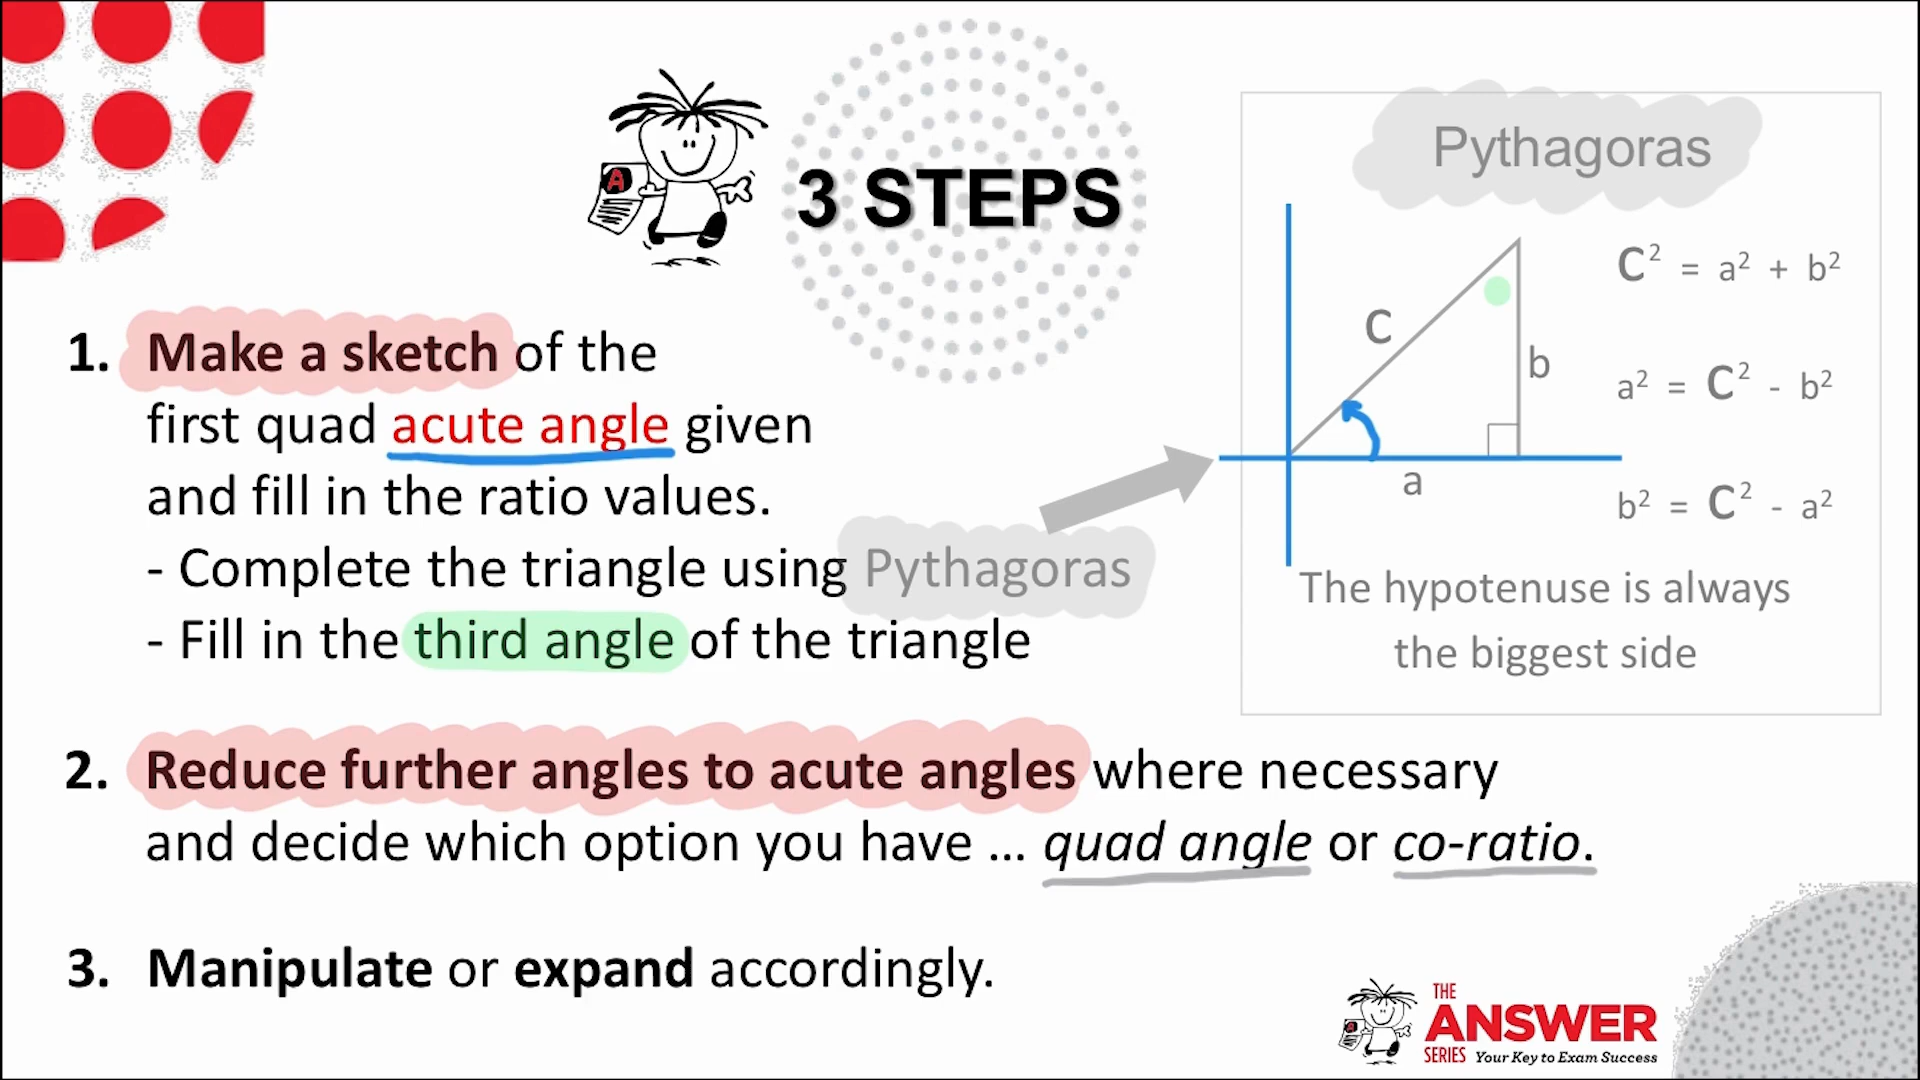 3 STEPS
1. Make a sketch of the
first quad acute angle given
and fill in the ratio values.
- Complete the triangle using Pythagoras
- Fill in the third angle of the triangle
2. Reduce further angles to acute angles where necessary
and decide which option you have ... quad angle or co-ratio.
3. Manipulate or expand accordingly.
Pythagoras
C
b
a
C² = a² + b²
a² = C² - b²
b² = C² - a²
The hypotenuse is always
the biggest side
A
A
THE
ANSWER
SERIES Your Key to Exam Success